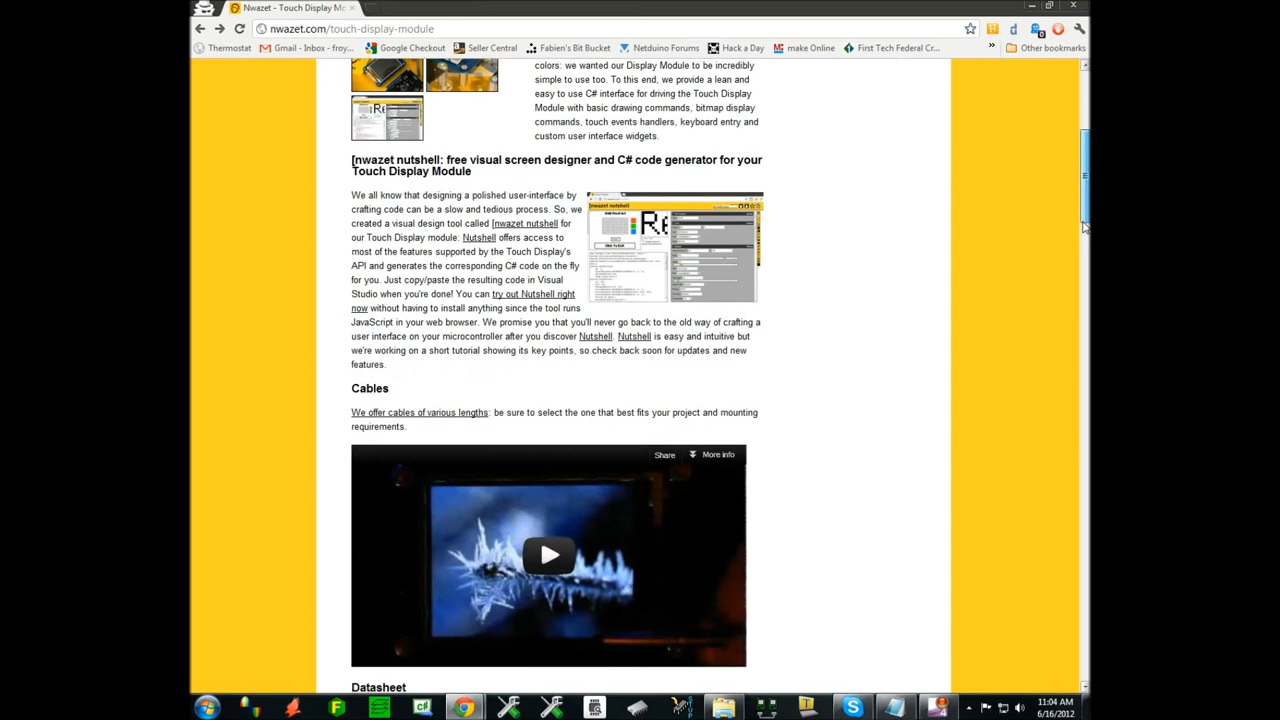 Nwazet - Touch Display Mo
nwazet.com/touch-display-module
Thermostat
Gmail - Inbox - froy...
Google Checkout
Seller Central
Fabien's Bit Bucket
Netduino Forums
Hack a Day
make Online
First Tech Federal Cr...
»
Other bookmarks
colors: we wanted our Display Module to be incredibly
simple to use too. To this end, we provide a lean and
easy to use C# interface for driving the Touch Display
Module with basic drawing commands, bitmap display
commands, touch events handlers, keyboard entry and
custom user interface widgets.
[nwazet nutshell: free visual screen designer and C# code generator for your
Touch Display Module
We all know that designing a polished user-interface by
crafting code can be a slow and tedious process. So, we
created a visual design tool called [nwazet nutshell for
our Touch Display module: Nutshell offers access to
most of the features supported by the Touch Display's
API and generates the corresponding C# code on the fly
for you. Just copy/paste the resulting code in Visual
Studio when you're done! You can try out Nutshell right
now without having to install anything since the tool runs
JavaScript in your web browser. We promise you that you'll never go back to the old way of crafting a
user interface on your microcontroller after you discover Nutshell. Nutshell is easy and intuitive but
we're working on a short tutorial showing its key points, so check back soon for updates and new
features.
[nwazet nutshell
Re
Cables
We offer cables of various lengths: be sure to select the one that best fits your project and mounting
requirements.
Share
More info
Datasheet
11:04 AM
6/16/2012